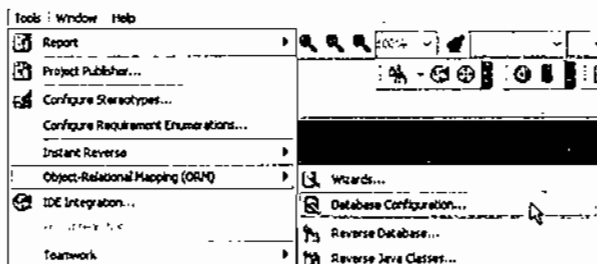 Tools Window Help
Report
100%
Project Publisher...
Configure Stereotypes...
Configure Requirement Enumerations...
Instant Reverse
Object-Relational Mapping (ORM)
Wizards...
IDE Integration...
Database Configuration...
Reverse Database...
Teamwork
Reverse Java Classes...